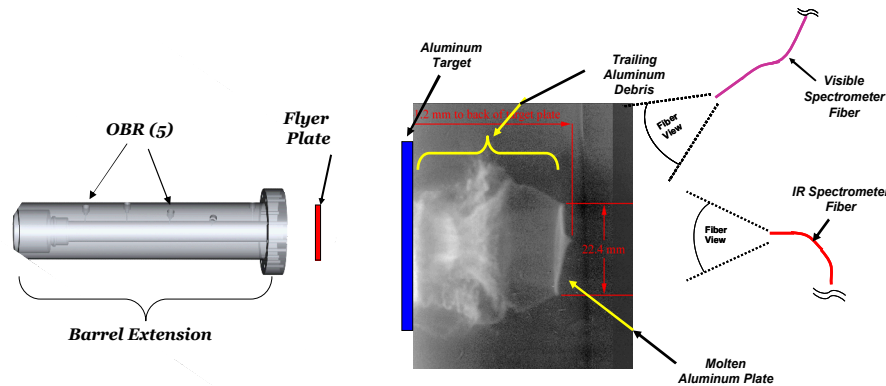 Aluminum
Target
Trailing
Aluminum
Debris
Visible
Spectrometer
Fiber
Fiber
View
OBR (5)
Flyer
Plate
mm to back of target plate
IR Spectrometer
Fiber
Fiber
View
22.4 mm
Barrel Extension
Molten
Aluminum Plate